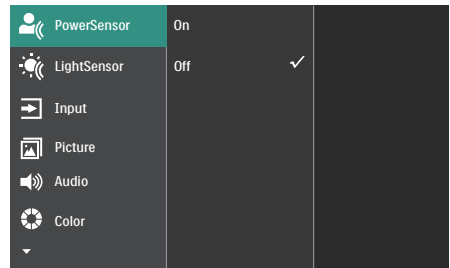 PowerSensor On
LightSensor Off
Input
Picture
Audio
Color